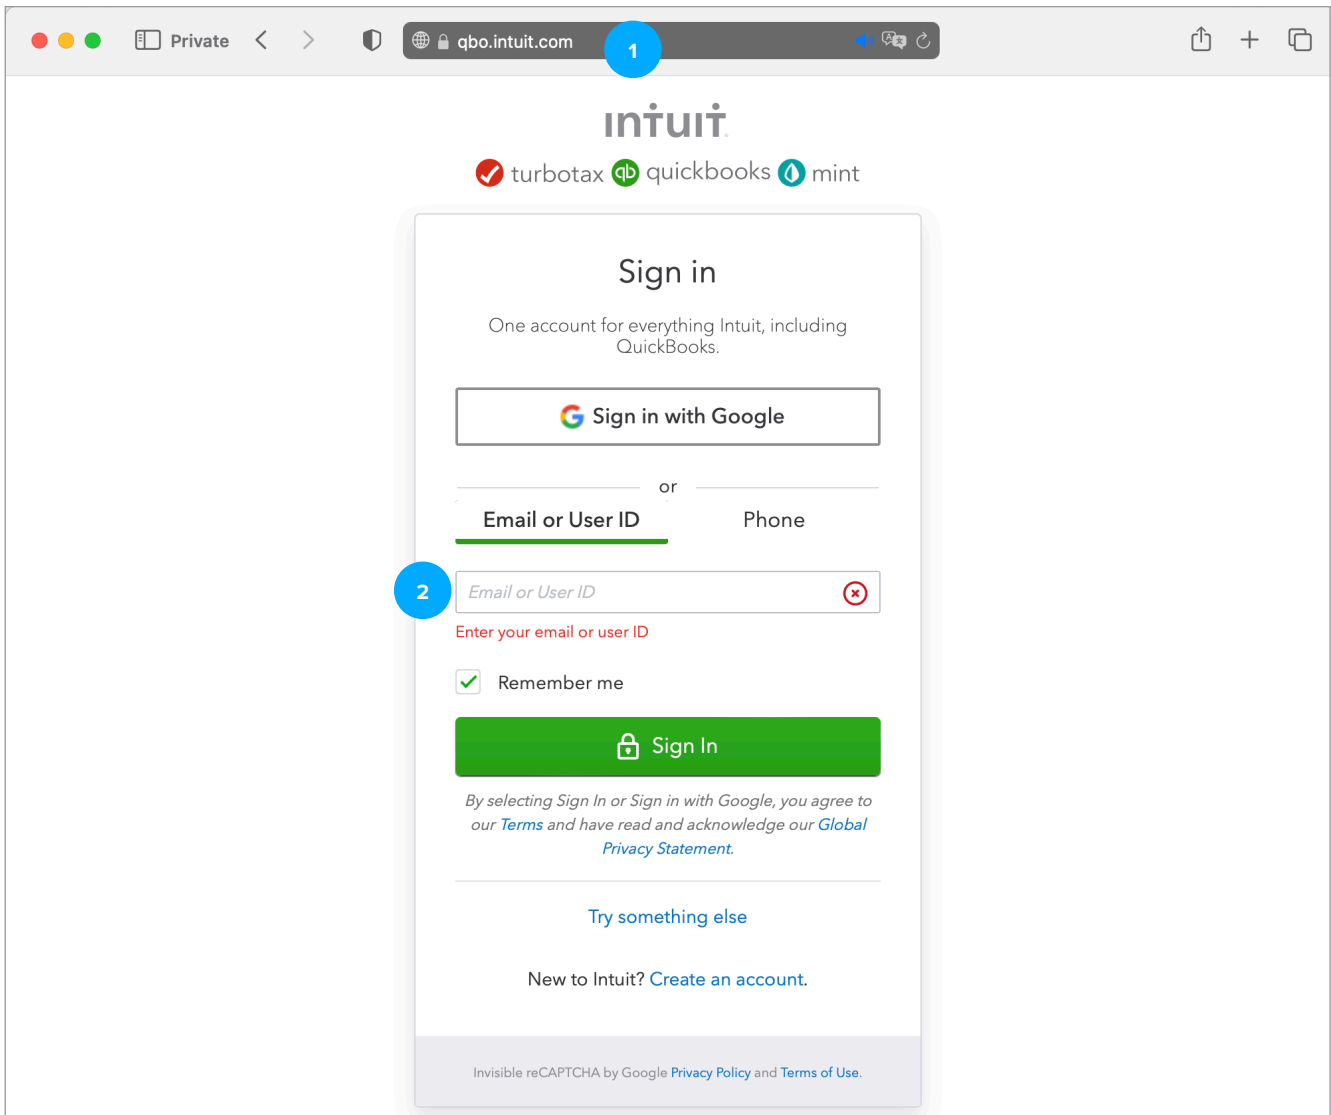 Private
qbo.intuit.com
1
intuit
turbotax quickbooks mint
Sign in
One account for everything Intuit, including
QuickBooks.
Sign in with Google
or
Email or User ID Phone
2
Email or User ID
Enter your email or user ID
Remember me
Sign In
By selecting Sign In or Sign in with Google, you agree to
our Terms and have read and acknowledge our Global
Privacy Statement.
Try something else
New to Intuit? Create an account.
Invisible reCAPTCHA by Google Privacy Policy and Terms of Use.